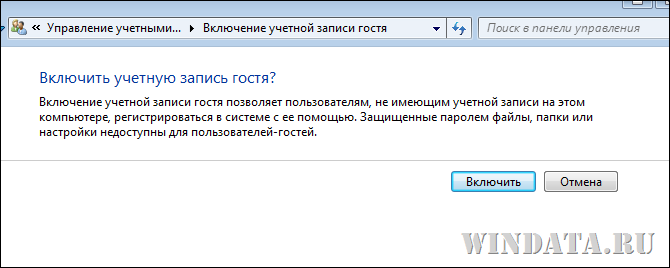 « Управление учетными... ▸ Включение учетной записи гостя
Поиск в панели управления
Включить учетную запись гостя?
Включение учетной записи гостя позволяет пользователям, не имеющим учетной записи на этом
компьютере, регистрироваться в системе с ее помощью. Защищенные паролем файлы, папки или
настройки недоступны для пользователей-гостей.
Включить
Отмена
WINDATA.RU